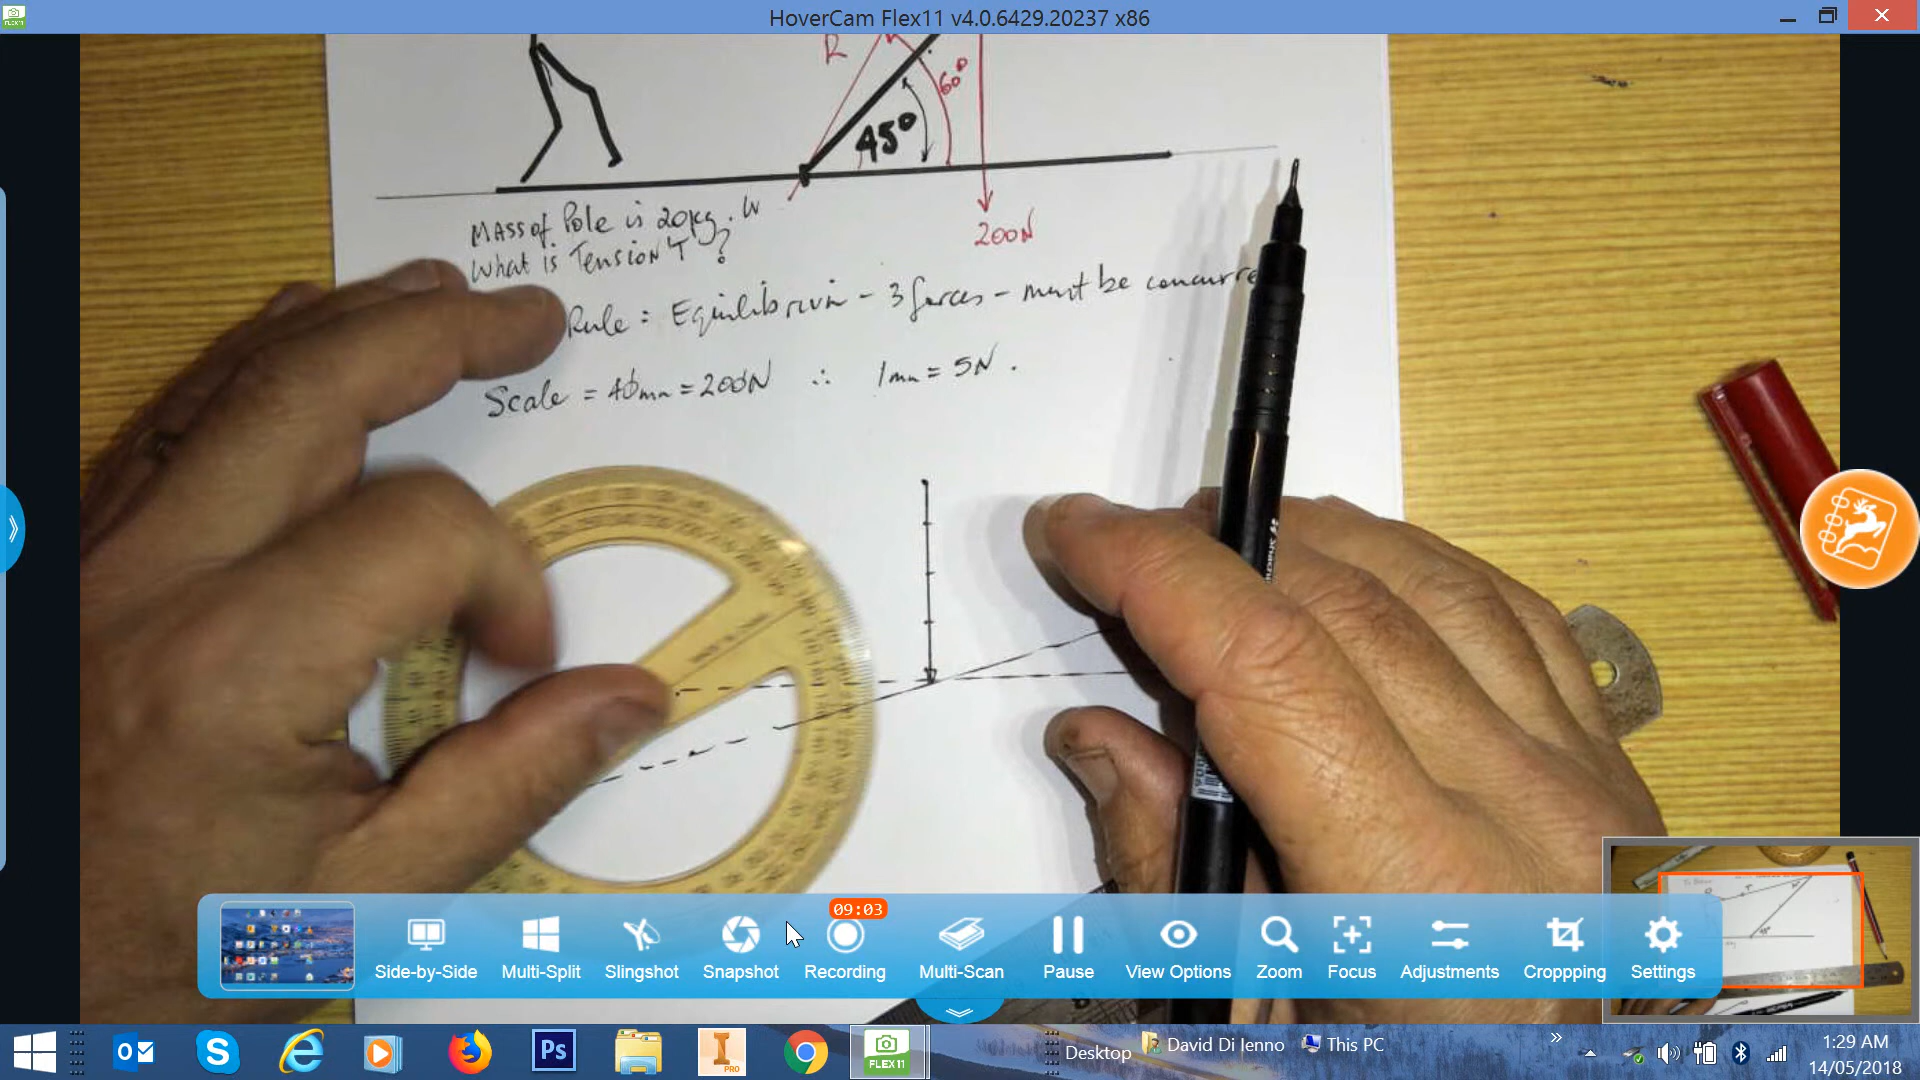 HoverCam Flex11 v4.0.6429.20237 x86
R
60°
45°
200N
MASS of Pole is 20kg. W
What is Tension T?
Rule = Equilibrium - 3 forces - must be concurre
Scale = 40mm = 200N ∴ 1mm = 5N.
09:03
Side-by-Side
Multi-Split
Slingshot
Snapshot
Recording
Multi-Scan
Pause
View Options
Zoom
Focus
Adjustments
Croppping
Settings
Desktop
David Di Ienno
This PC
1:29 AM
14/05/2018
FLEX11
PRO
Ps